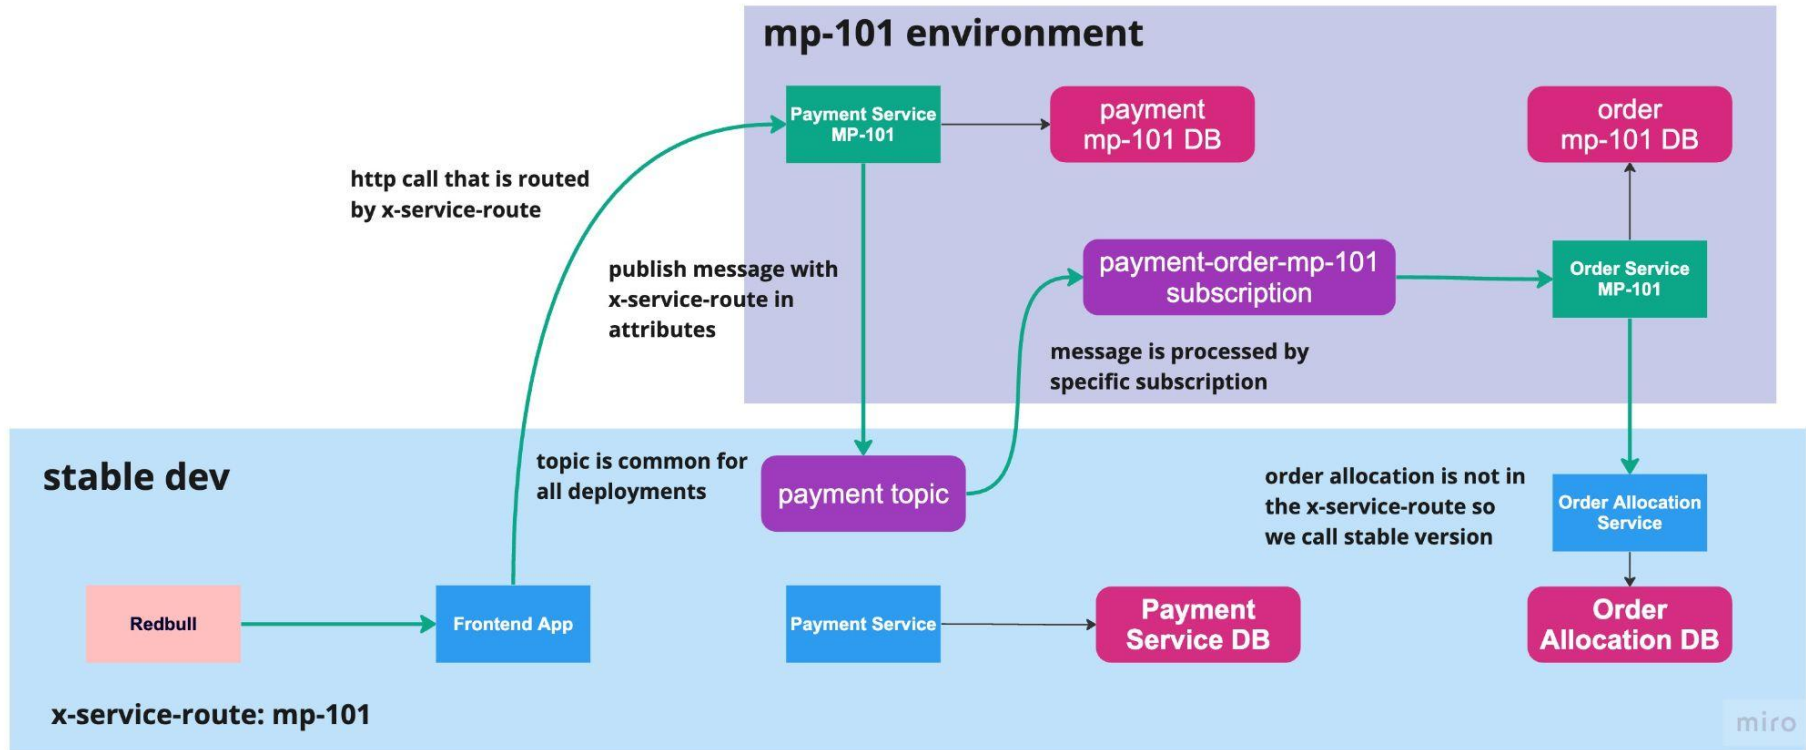 mp-101 environment
Payment Service
MP-101
payment
mp-101 DB
order
mp-101 DB
http call that is routed
by x-service-route
publish message with
x-service-route in
attributes
payment-order-mp-101
subscription
Order Service
MP-101
message is processed by
specific subscription
stable dev
topic is common for
all deployments
payment topic
order allocation is not in
the x-service-route so
we call stable version
Order Allocation
Service
Redbull
Frontend App
Payment Service
Payment
Service DB
Order
Allocation DB
x-service-route: mp-101
miro